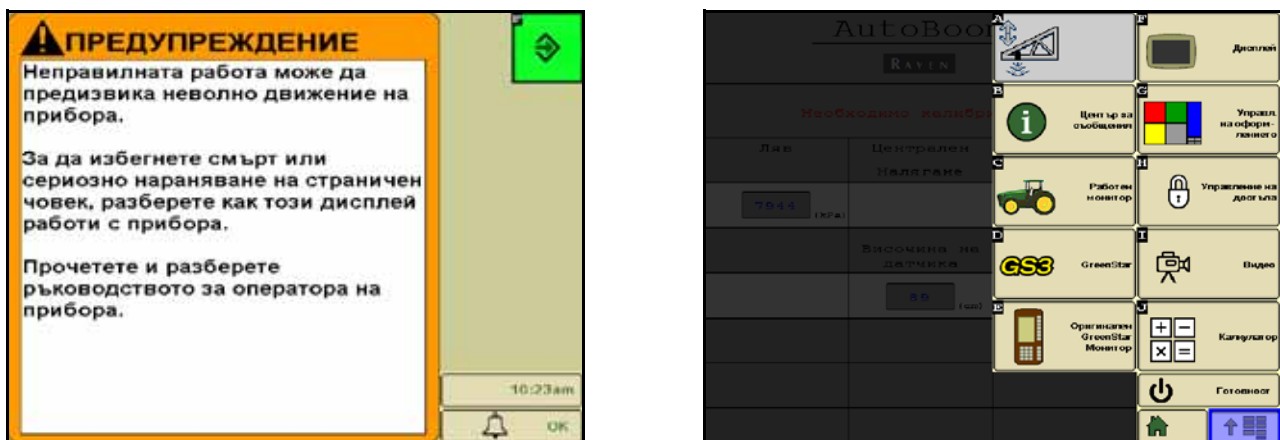 ПРЕДУПРЕЖДЕНИЕ
Неправилната работа може да
предизвика неволно движение на
прибора.
За да избегнете смърт или
сериозно нараняване на страничен
човек, разберете как този дисплей
работи с прибора.
Прочетете и разберете
ръководството за оператора на
прибора.
10:23am
OK
AutoBoo
RAVEN
Необходимо калибр
Ляв
Централен
Налягане
7944 (kPa)
Височина на
датчика
89 (cm)
A
B
Център за
съобщения
C
Работен
монитор
D
GS3
GreenStar
E
Оригинален
GreenStar
Монитор
F
Дисплей
G
Управл.
на оформ-
лението
H
Управление на
достъпа
I
Видео
J
Калкулатор
Готовност